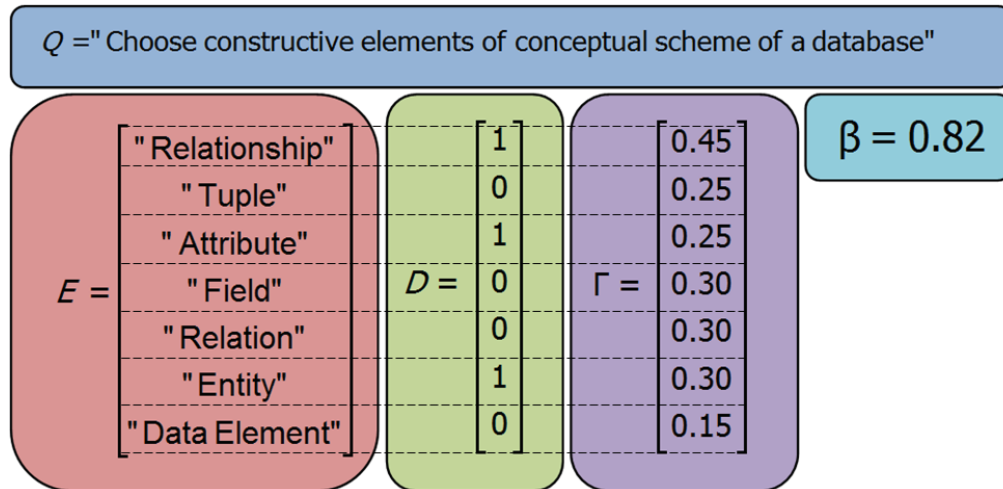 Q ="Choose constructive elements of conceptual scheme of a database"
β = 0.82
"Relationship" 1 0.45
"Tuple" 0 0.25
"Attribute" 1 0.25
E = "Field" D = 0 Γ = 0.30
"Relation" 0 0.30
"Entity" 1 0.30
"Data Element" 0 0.15